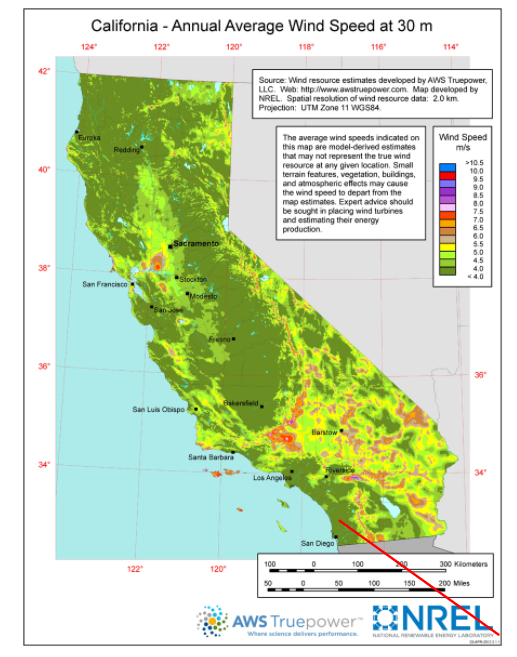 California - Annual Average Wind Speed at 30 m
124°
122°
120°
118°
116°
114°
42°
Source: Wind resource estimates developed by AWS Truepower,
LLC. Web: http://www.awstruepower.com. Map developed by
NREL. Spatial resolution of wind resource data: 2.0 km.
Projection: UTM Zone 11 WGS84.
The average wind speeds indicated on
this map are model-derived estimates
that may not represent the true wind
resource at any given location. Small
terrain features, vegetation, buildings,
and atmospheric effects may cause
the wind speed to depart from the
map estimates. Expert advice should
be sought in placing wind turbines
and estimating their energy
production.
Wind Speed
m/s
>10.5
10.0
9.5
9.0
8.5
8.0
7.5
7.0
6.5
6.0
5.5
5.0
4.5
4.0
< 4.0
Eureka
Redding
40°
Sacramento
38°
Stockton
San Francisco
Modesto
San Jose
Fresno
36°
36°
Bakersfield
San Luis Obispo
Barstow
Santa Barbara
34°
34°
Los Angeles
Riverside
San Diego
122°
120°
100 0 100 200 300 Kilometers
50 0 50 100 150 200 Miles
AWS Truepower™
Where science delivers performance.
NREL
NATIONAL RENEWABLE ENERGY LABORATORY